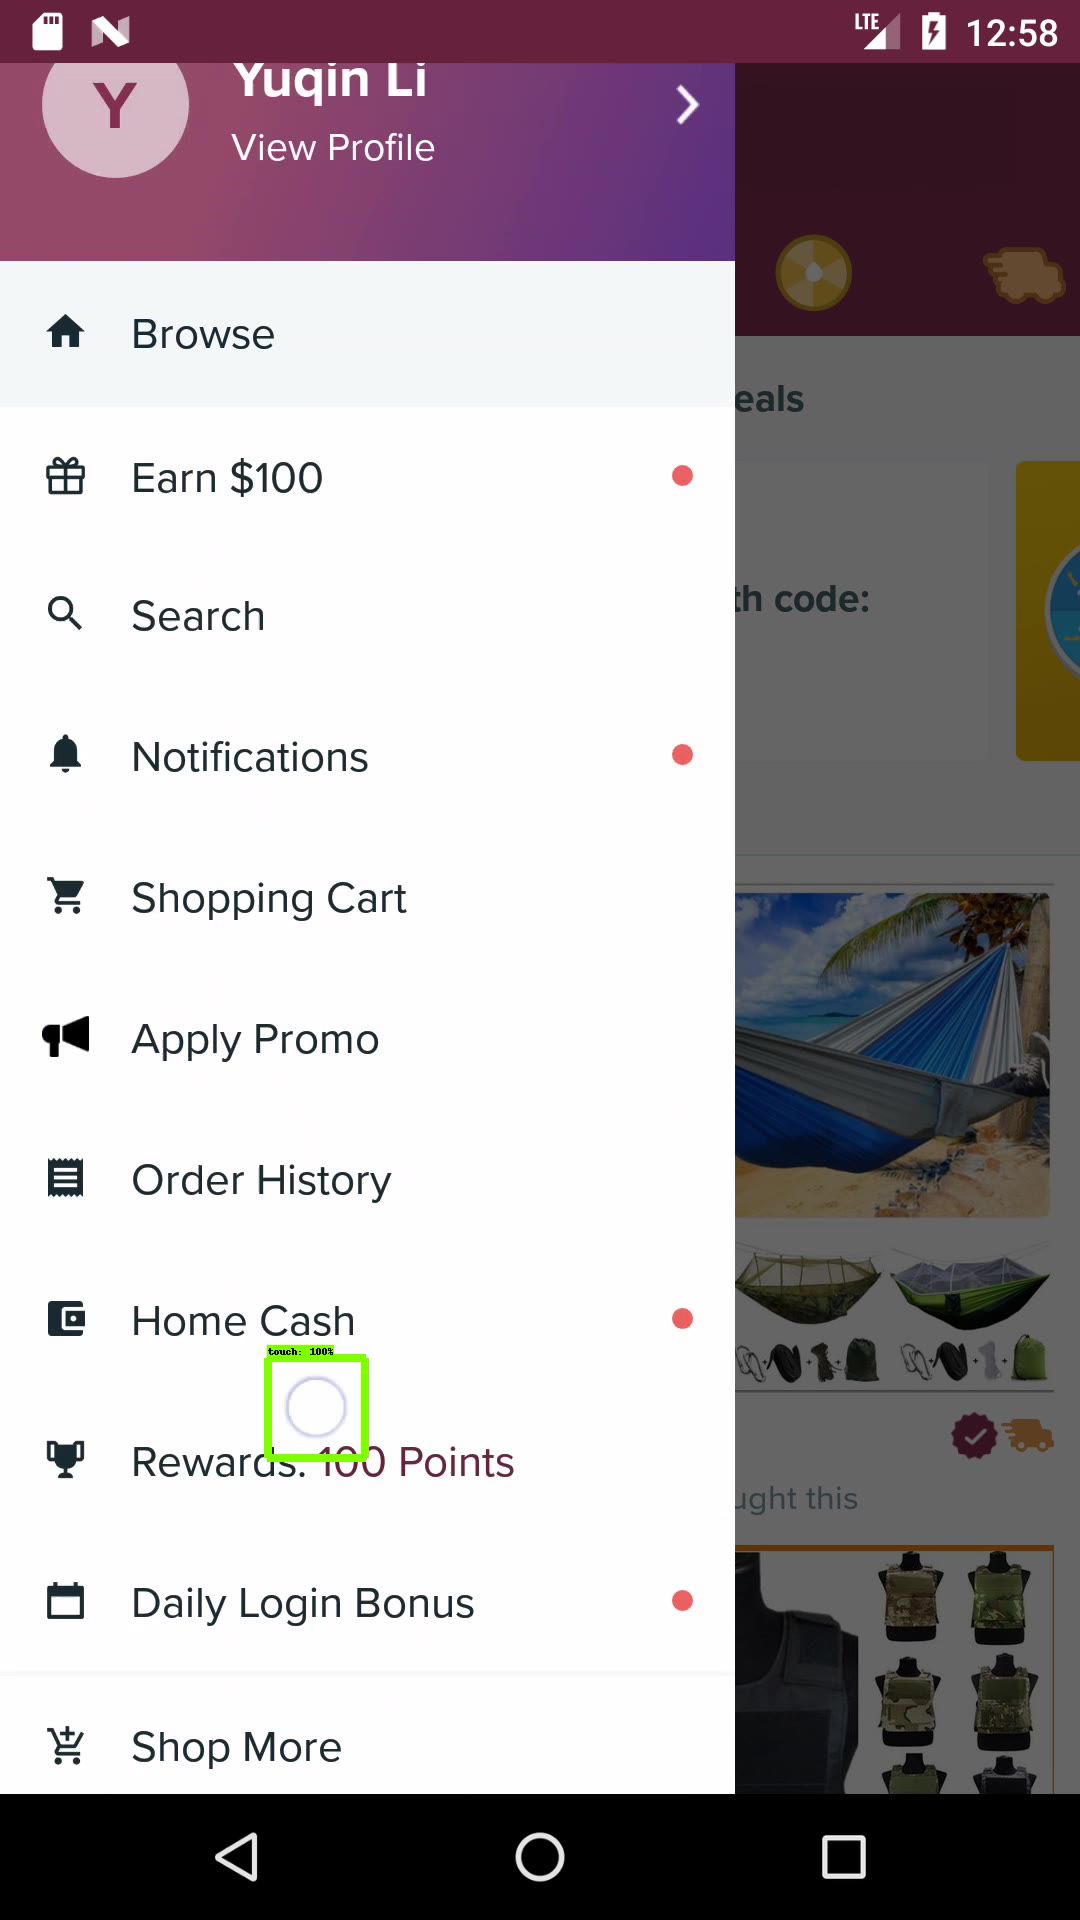 LTE 12:58
Y
Yuqin Li
View Profile
Browse
eals
Earn $100
Search
th code:
Notifications
Shopping Cart
Apply Promo
Order History
Home Cash
touch: 100%
Rewards: 100 Points
ught this
Daily Login Bonus
Shop More